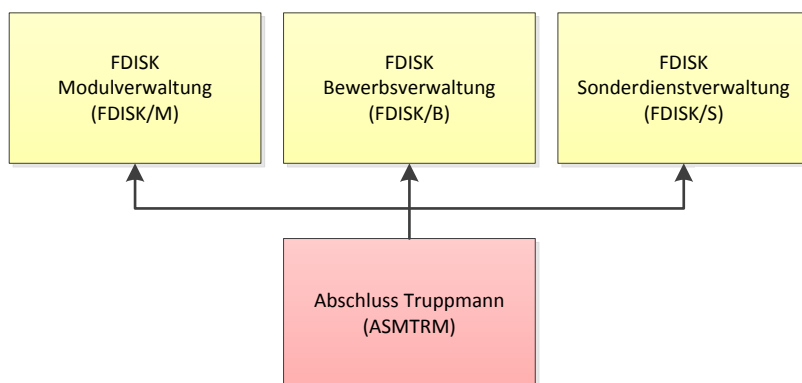 FDISK
Modulverwaltung
(FDISK/M)
FDISK
Bewerbsverwaltung
(FDISK/B)
FDISK
Sonderdienstverwaltung
(FDISK/S)
Abschluss Truppmann
(ASMTRM)